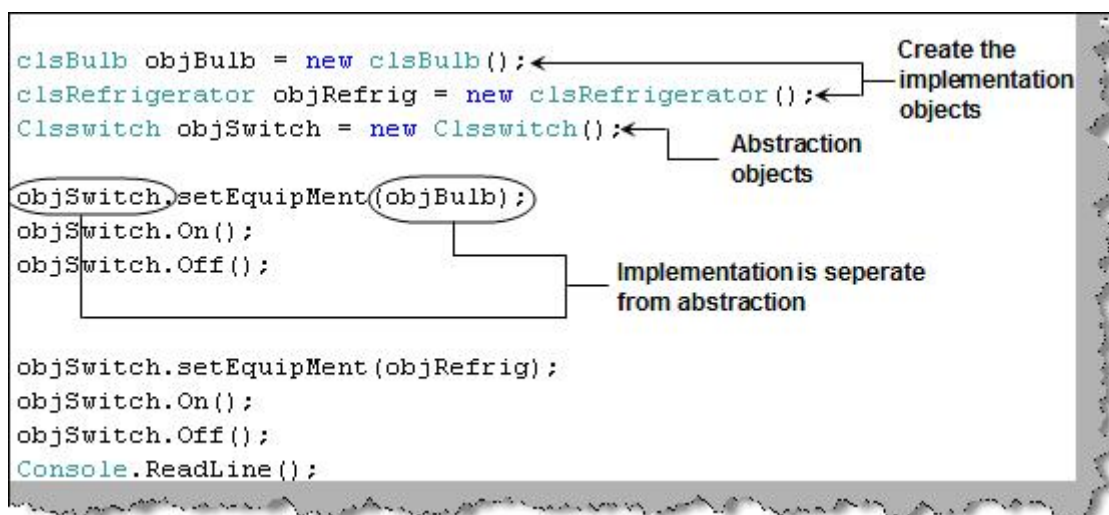 clsBulb objBulb = new clsBulb();
clsRefrigerator objRefrig = new clsRefrigerator();
Clsswitch objSwitch = new Clsswitch();
Create the
implementation
objects
Abstraction
objects
objSwitch.setEquipMent(objBulb);
objSwitch.On();
objSwitch.Off();
Implementation is seperate
from abstraction
objSwitch.setEquipMent(objRefrig);
objSwitch.On();
objSwitch.Off();
Console.ReadLine();